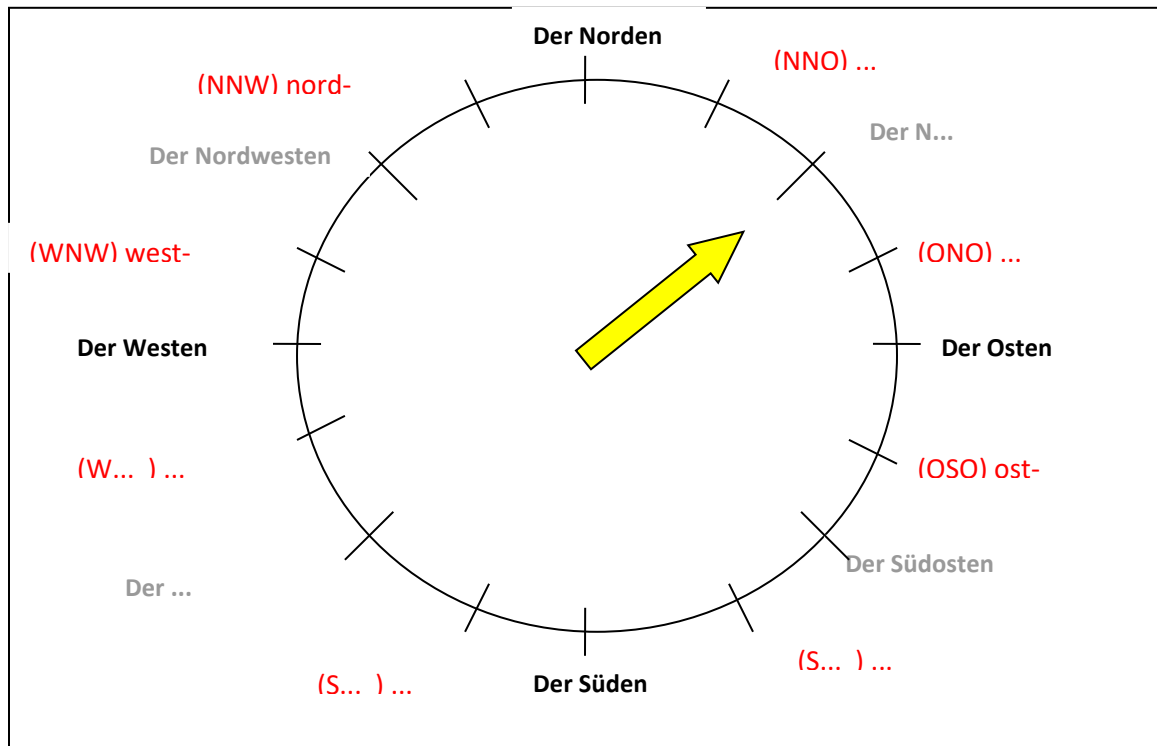 Der Norden
(NNO) ...
(NNW) nord-
Der N...
Der Nordwesten
(WNW) west-
(ONO) ...
Der Westen
Der Osten
(W... ) ...
(OSO) ost-
Der Südosten
Der ...
(S... ) ...
(S... ) ...
Der Süden